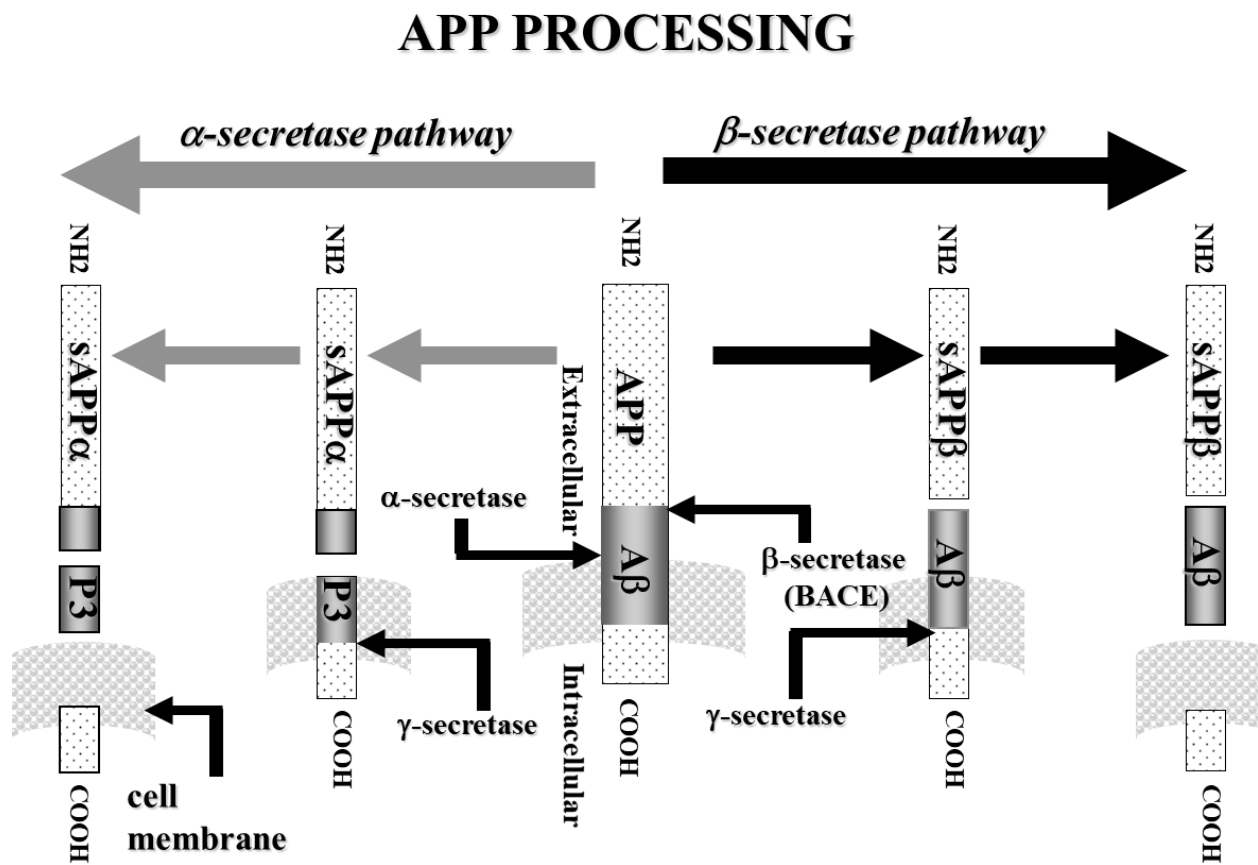 APP PROCESSING
α-secretase pathway
β-secretase pathway
NH2
NH2
NH2
NH2
NH2
sAPPα
sAPPα
APP
sAPPβ
sAPPβ
Extracellular
α-secretase
Aβ
β-secretase
(BACE)
Aβ
Aβ
P3
P3
γ-secretase
Intracellular
γ-secretase
COOH
COOH
COOH
COOH
COOH
cell
membrane